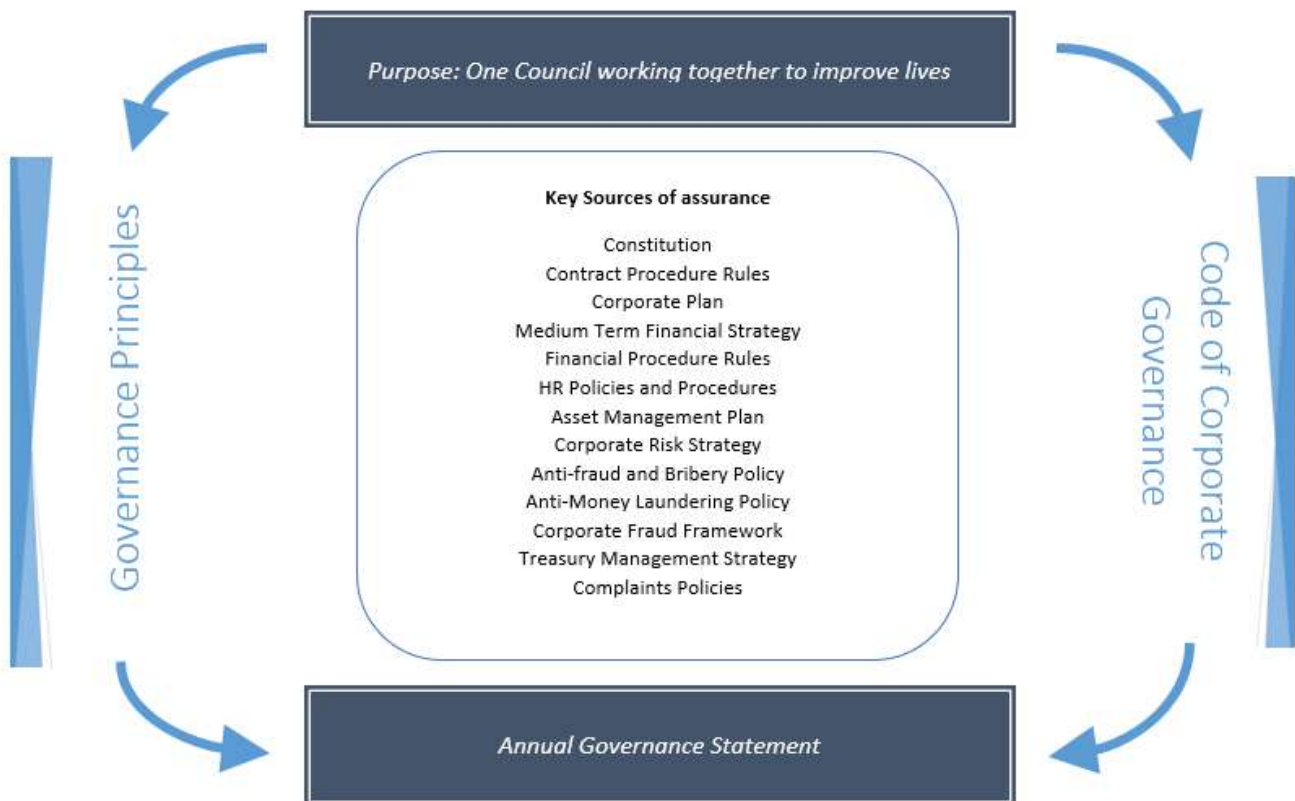 Purpose: One Council working together to improve lives
Governance Principles
Key Sources of assurance
Constitution
Contract Procedure Rules
Corporate Plan
Medium Term Financial Strategy
Financial Procedure Rules
HR Policies and Procedures
Asset Management Plan
Corporate Risk Strategy
Anti-fraud and Bribery Policy
Anti-Money Laundering Policy
Corporate Fraud Framework
Treasury Management Strategy
Complaints Policies
Code of Corporate
Governance
Annual Governance Statement